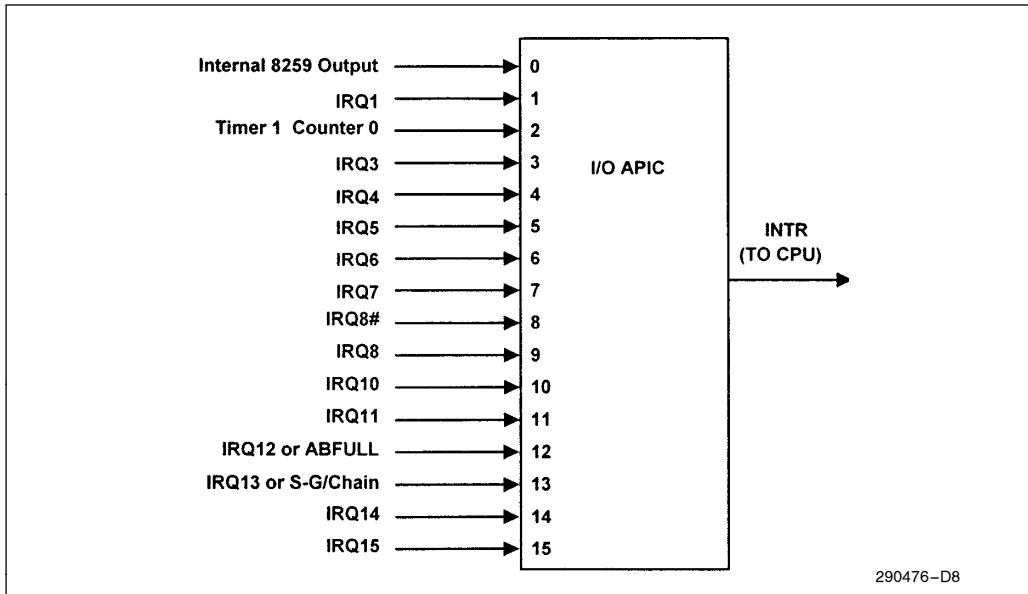 Internal 8259 Output 0
IRQ1 1
Timer 1 Counter 0 2
IRQ3 3
I/O APIC
IRQ4 4
IRQ5 5
INTR
(TO CPU)
IRQ6 6
IRQ7 7
IRQ8# 8
IRQ8 9
IRQ10 10
IRQ11 11
IRQ12 or ABFULL 12
IRQ13 or S-G/Chain 13
IRQ14 14
IRQ15 15
290476–D8